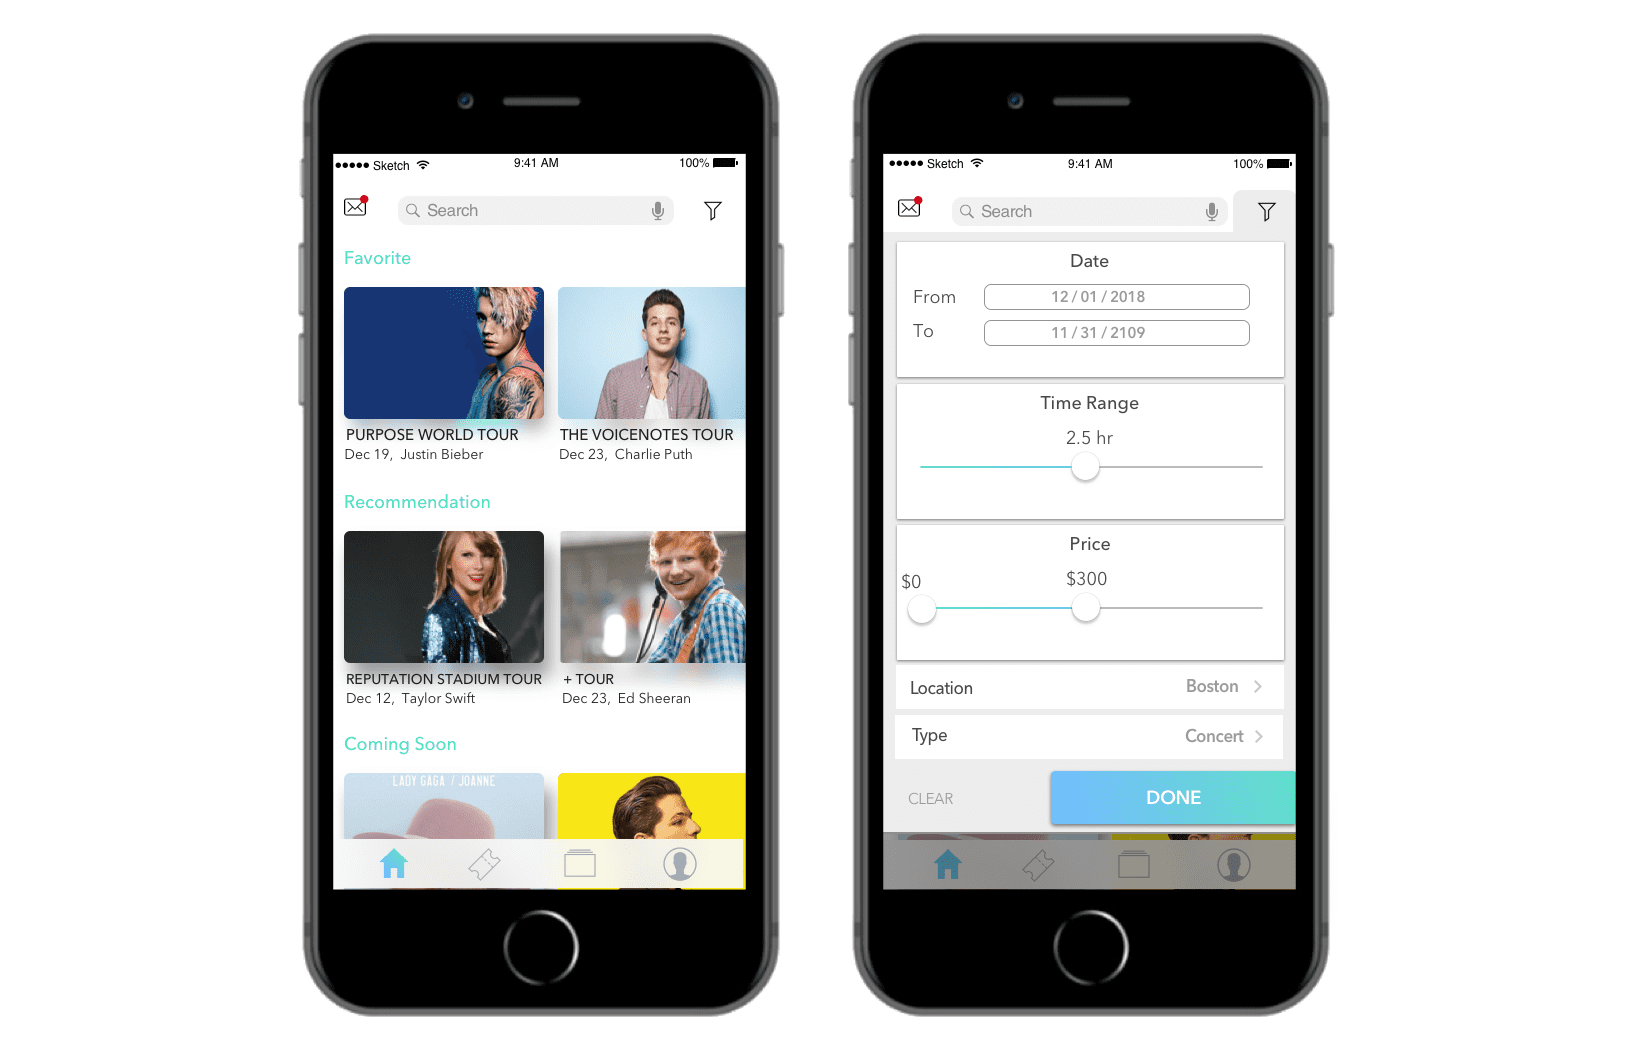 Sketch 9:41 AM 100%
Search
Favorite
PURPOSE WORLD TOUR
Dec 19, Justin Bieber
THE VOICENOTES TOUR
Dec 23, Charlie Puth
Recommendation
REPUTATION STADIUM TOUR
Dec 12, Taylor Swift
+ TOUR
Dec 23, Ed Sheeran
Coming Soon
LADY GAGA / JOANNE
Sketch 9:41 AM 100%
Search
Date
From 12 / 01 / 2018
To 11 / 31 / 2109
Time Range
2.5 hr
Price
$0 $300
Location Boston
Type Concert
CLEAR DONE